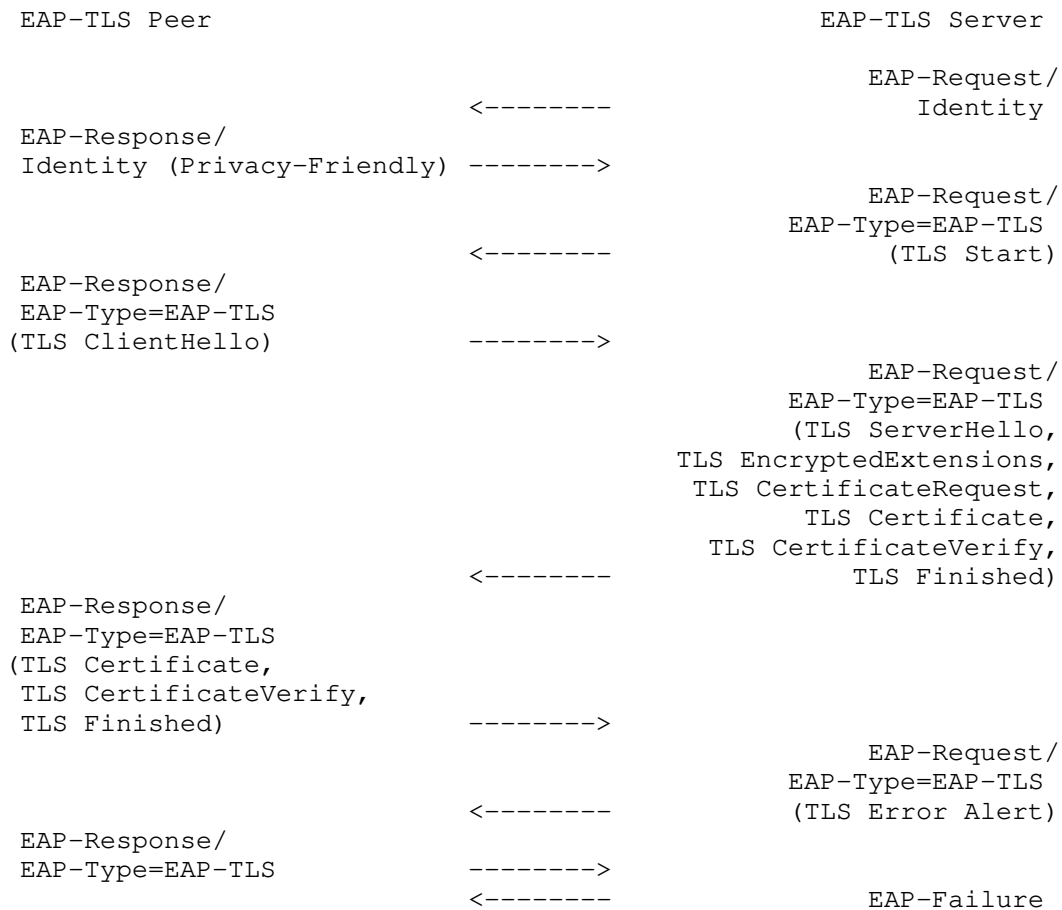 EAP-TLS Peer                                      EAP-TLS Server
EAP-Request/
<--------                   Identity
EAP-Response/
Identity (Privacy-Friendly) -------->
EAP-Request/
EAP-Type=EAP-TLS
<--------                 (TLS Start)
EAP-Response/
EAP-Type=EAP-TLS
(TLS ClientHello)            -------->
EAP-Request/
EAP-Type=EAP-TLS
(TLS ServerHello,
TLS EncryptedExtensions,
TLS CertificateRequest,
TLS Certificate,
TLS CertificateVerify,
<--------               TLS Finished)
EAP-Response/
EAP-Type=EAP-TLS
(TLS Certificate,
TLS CertificateVerify,
TLS Finished)               -------->
EAP-Request/
EAP-Type=EAP-TLS
<--------           (TLS Error Alert)
EAP-Response/
EAP-Type=EAP-TLS            -------->
<--------                EAP-Failure